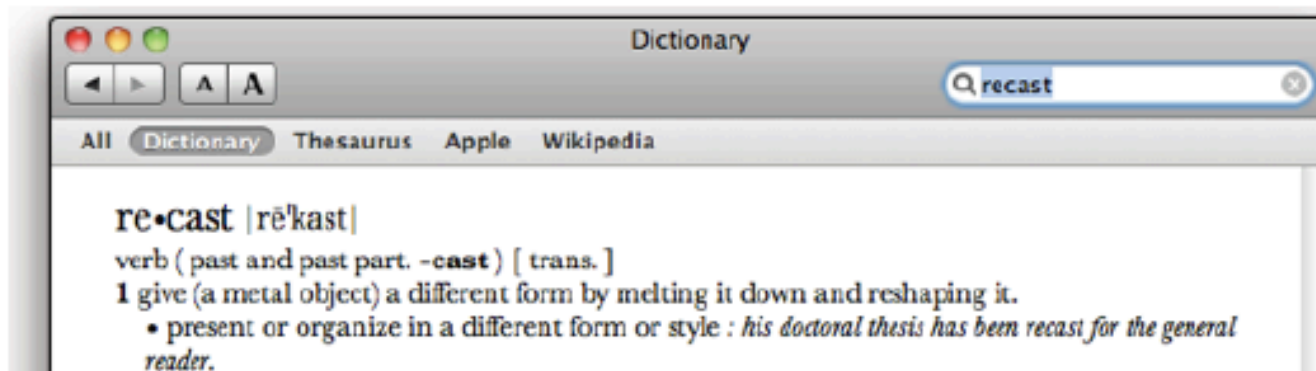 Dictionary
A A recast
All Dictionary Thesaurus Apple Wikipedia
re•cast |rē'kast|
verb ( past and past part. -cast ) [ trans. ]
1 give (a metal object) a different form by melting it down and reshaping it.
• present or organize in a different form or style : his doctoral thesis has been recast for the general
reader.